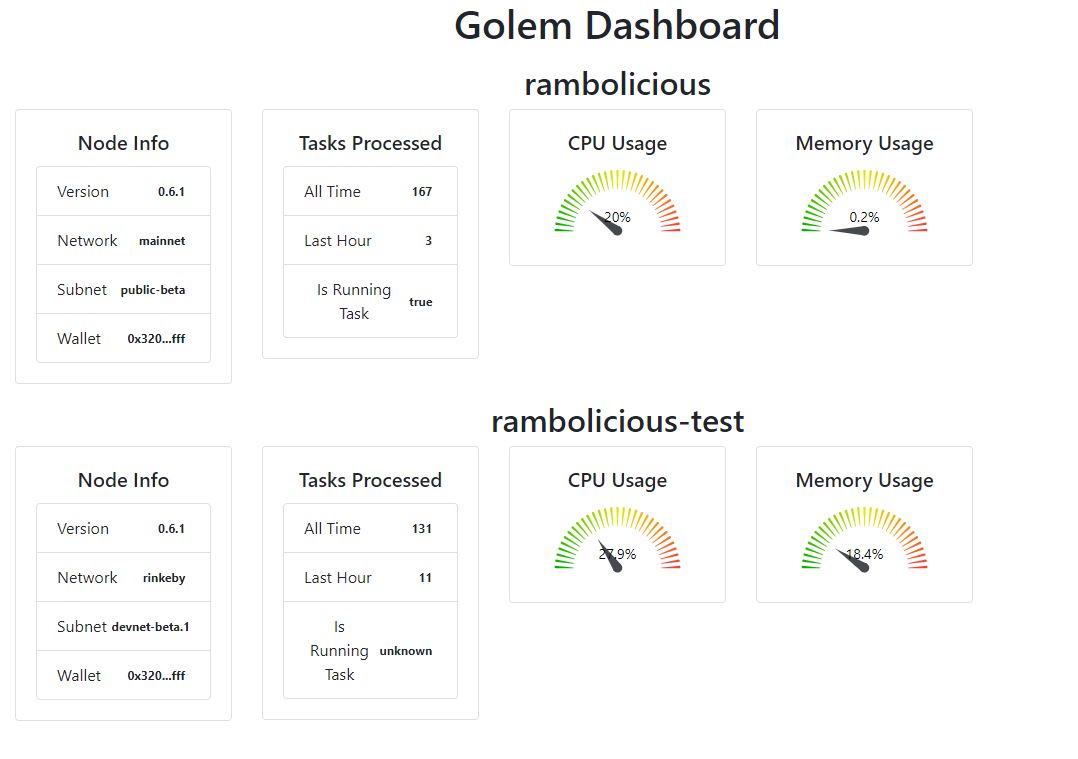 Golem Dashboard
rambolicious
Node Info
Version 0.6.1
Network mainnet
Subnet public-beta
Wallet 0x320...fff
Tasks Processed
All Time 167
Last Hour 3
Is Running
Task
true
CPU Usage
20%
Memory Usage
0.2%
rambolicious-test
Node Info
Version 0.6.1
Network rinkeby
Subnet devnet-beta.1
Wallet 0x320...fff
Tasks Processed
All Time 131
Last Hour 11
Is
Running
Task
unknown
CPU Usage
27.9%
Memory Usage
18.4%